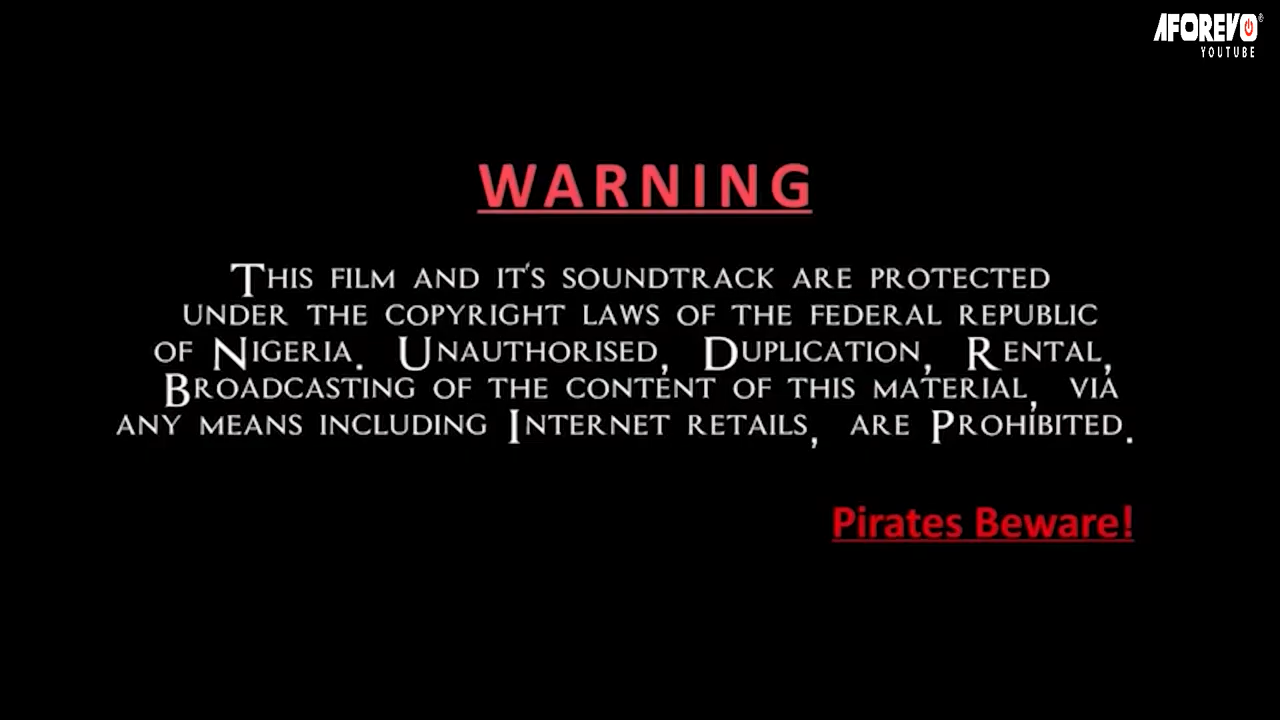 AFOREVO®
YOUTUBE
WARNING
THIS FILM AND IT'S SOUNDTRACK ARE PROTECTED
UNDER THE COPYRIGHT LAWS OF THE FEDERAL REPUBLIC
OF NIGERIA. UNAUTHORISED, DUPLICATION, RENTAL,
BROADCASTING OF THE CONTENT OF THIS MATERIAL, VIA
ANY MEANS INCLUDING INTERNET RETAILS, ARE PROHIBITED.
Pirates Beware!